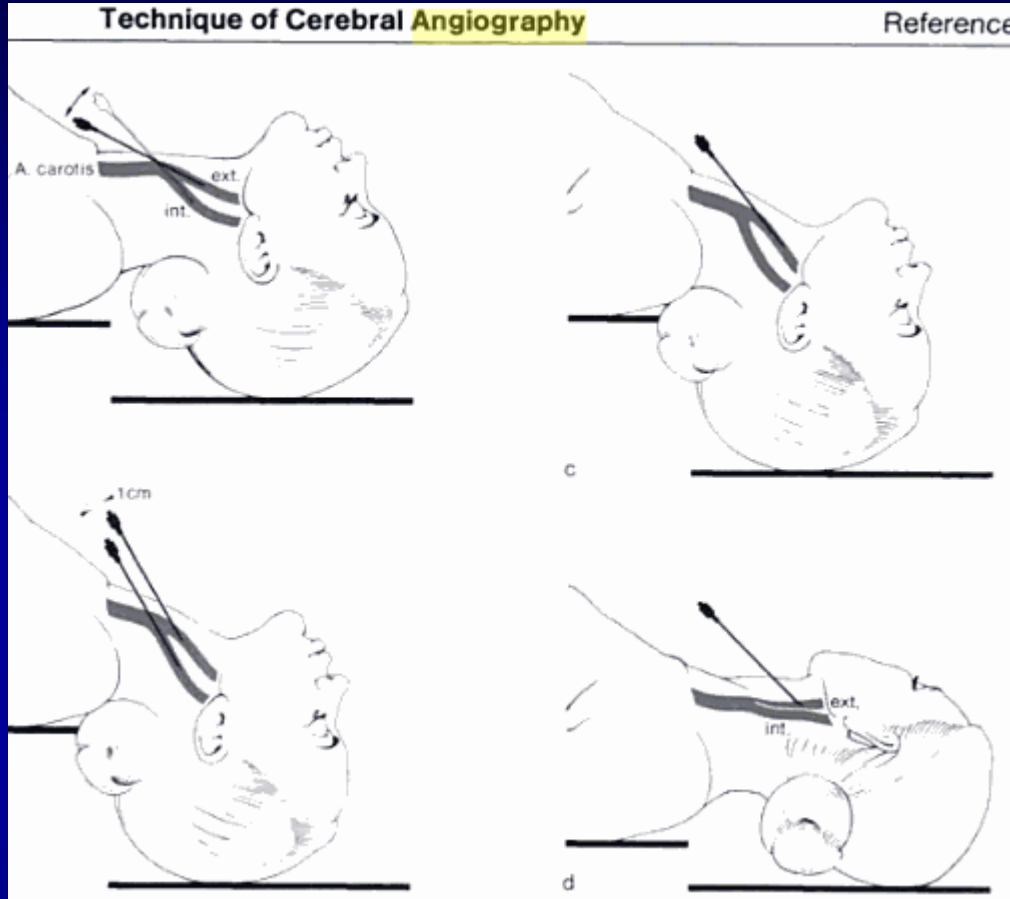 Technique of Cerebral Angiography
Reference
A. carotis
ext.
int.
c
1cm
ext.
int.
d